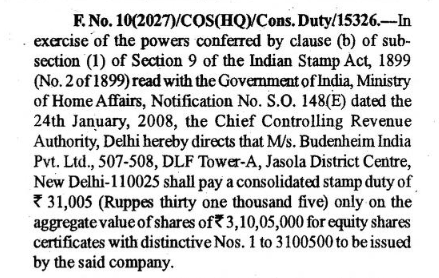 F. No. 10(2027)/COS(HQ)/Cons. Duty/15326.—In
exercise of the powers conferred by clause (b) of sub-
section (1) of Section 9 of the Indian Stamp Act, 1899
(No. 2 of 1899) read with the Government of India, Ministry
of Home Affairs, Notification No. S.O. 148(E) dated the
24th January, 2008, the Chief Controlling Revenue
Authority, Delhi hereby directs that M/s. Budenheim India
Pvt. Ltd., 507-508, DLF Tower-A, Jasola District Centre,
New Delhi-110025 shall pay a consolidated stamp duty of
₹ 31,005 (Ruppes thirty one thousand five) only on the
aggregate value of shares of ₹ 3,10,05,000 for equity shares
certificates with distinctive Nos. 1 to 3100500 to be issued
by the said company.